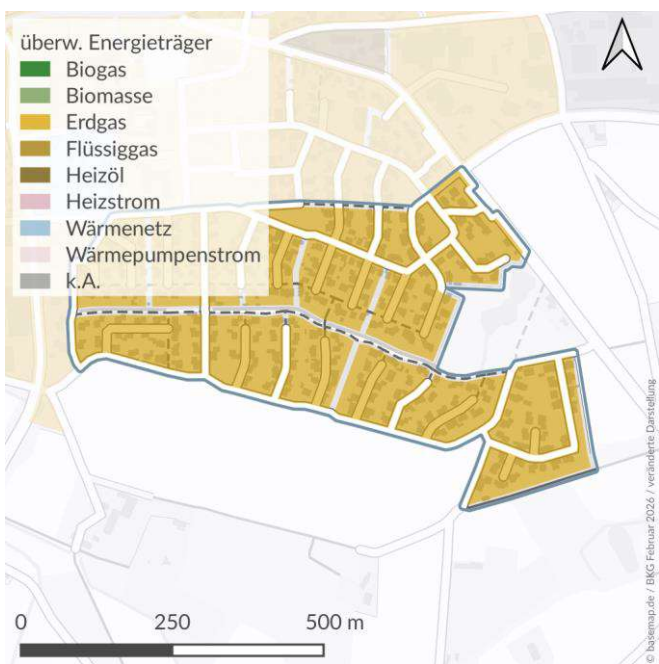 überw. Energieträger
Biogas
Biomasse
Erdgas
Flüssiggas
Heizöl
Heizstrom
Wärmenetz
Wärmepumpenstrom
k.A.
0 250 500 m
© basemap.de / BKG Februar 2026 / veränderte Darstellung